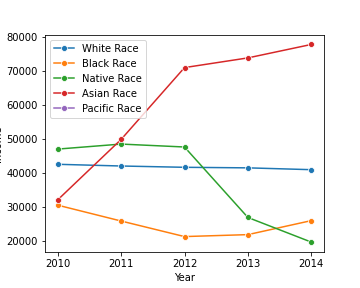 80000
70000
60000
50000
40000
30000
20000
White Race
Black Race
Native Race
Asian Race
Pacific Race
2010 2011 2012 2013 2014
Year